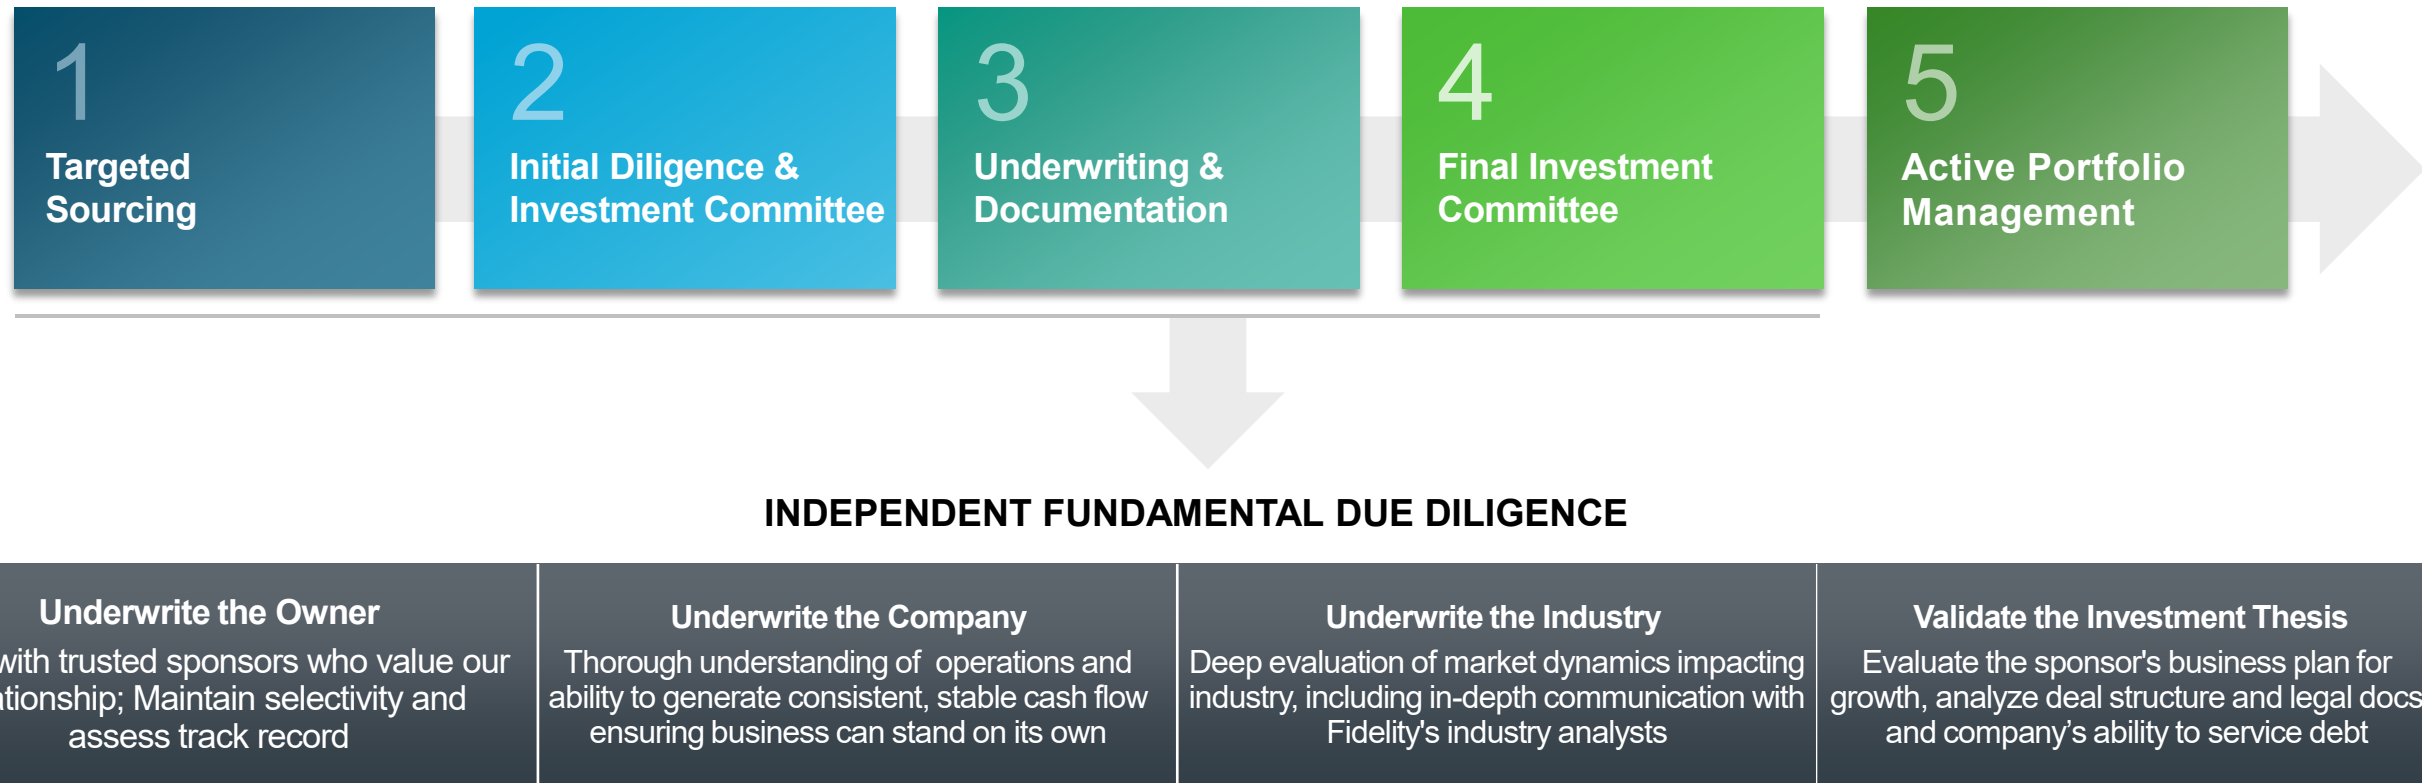 1
Targeted
Sourcing
2
Initial Diligence &
Investment Committee
3
Underwriting &
Documentation
4
Final Investment
Committee
5
Active Portfolio
Management
INDEPENDENT FUNDAMENTAL DUE DILIGENCE
Underwrite the Owner
with trusted sponsors who value our
ationship; Maintain selectivity and
assess track record
Underwrite the Company
Thorough understanding of operations and
ability to generate consistent, stable cash flow
ensuring business can stand on its own
Underwrite the Industry
Deep evaluation of market dynamics impacting
industry, including in-depth communication with
Fidelity's industry analysts
Validate the Investment Thesis
Evaluate the sponsor's business plan for
growth, analyze deal structure and legal docs
and company’s ability to service debt